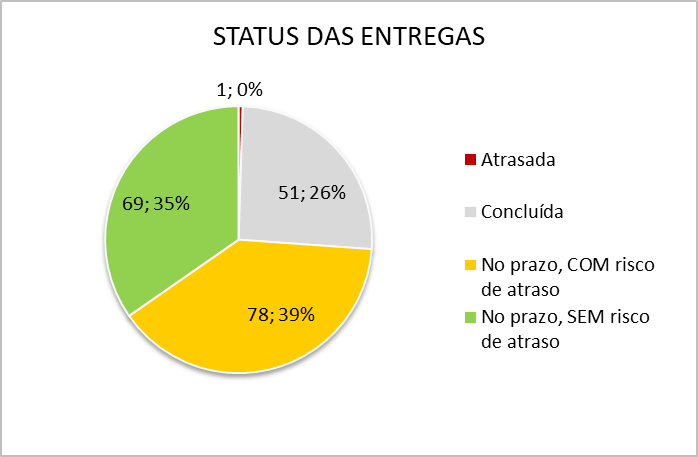 STATUS DAS ENTREGAS
1; 0%
51; 26%
69; 35%
78; 39%
Atrasada
Concluída
No prazo, COM risco
de atraso
No prazo, SEM risco
de atraso